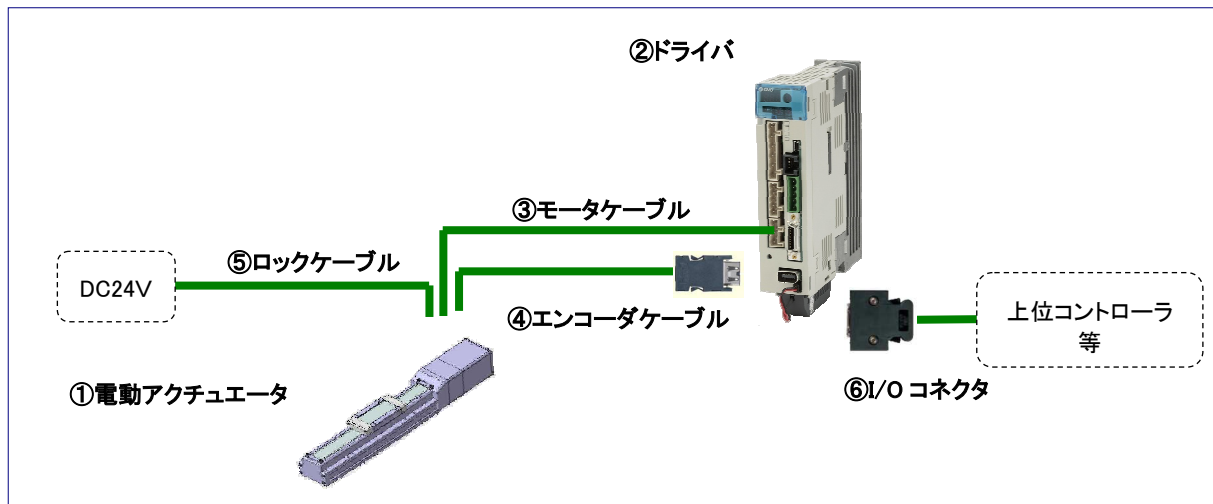 ②ドライバ
③モータケーブル
⑤ロックケーブル
DC24V
④エンコーダケーブル
上位コントローラ
等
①電動アクチュエータ
⑥I/O コネクタ